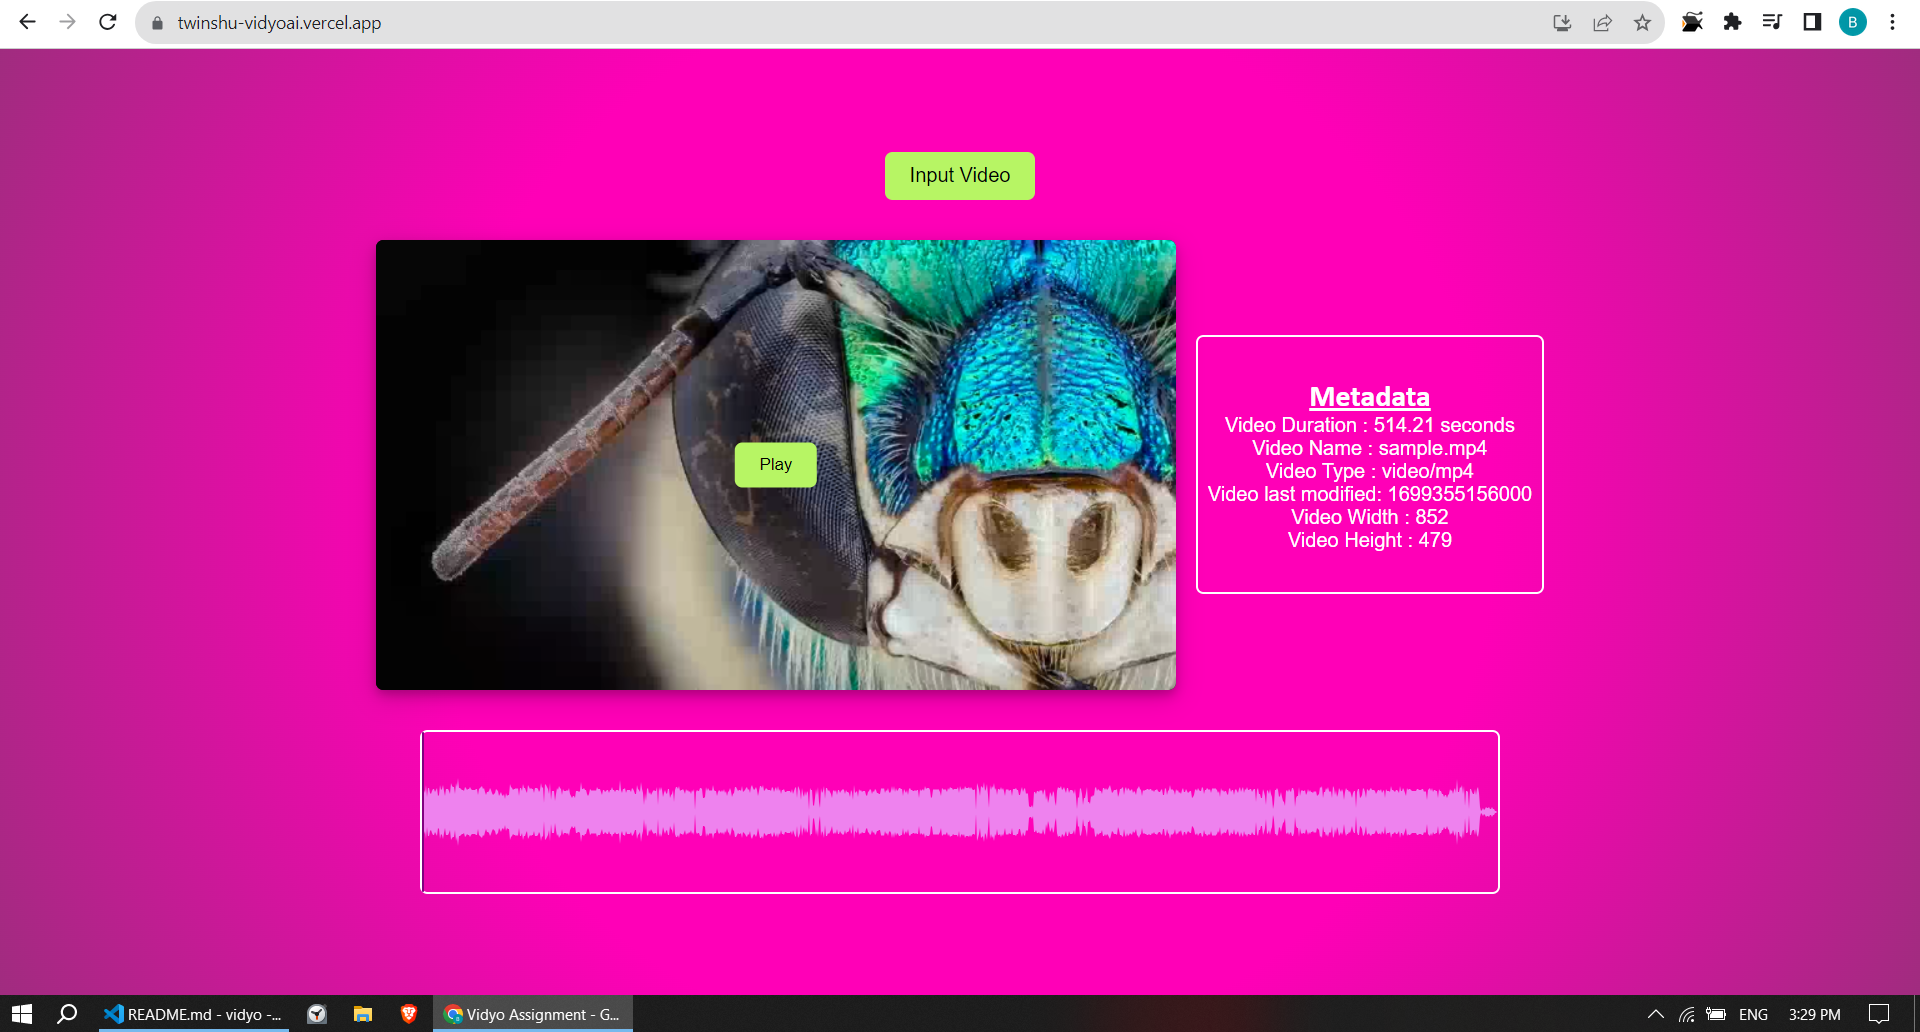 twinshu-vidyoai.vercel.app
B
Input Video
Play
Metadata
Video Duration : 514.21 seconds
Video Name : sample.mp4
Video Type : video/mp4
Video last modified: 1699355156000
Video Width : 852
Video Height : 479
README.md - vidyo -...
Vidyo Assignment - G...
ENG
3:29 PM